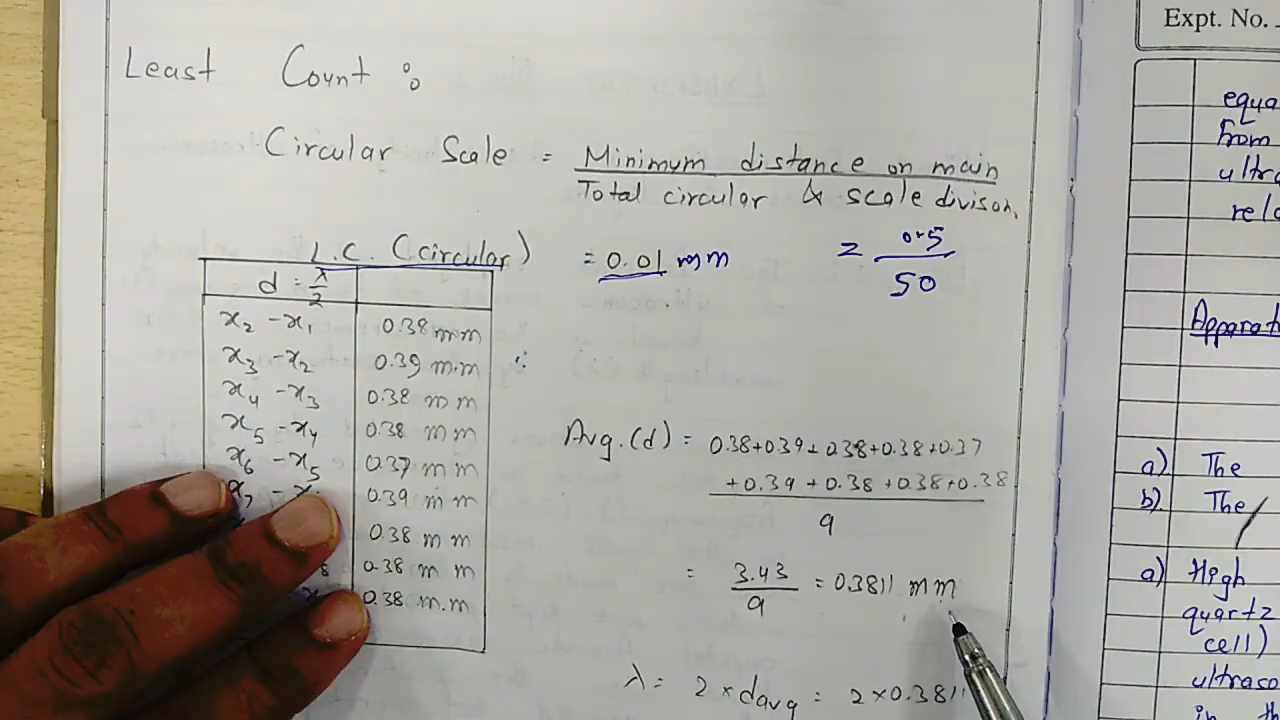 Least Count :
Circular Scale = Minimum distance on main
Total circular & scale divison.
L.C. (circular) = 0.01 mm = 0.5
50
d = λ
2
x2 - x1 0.38 mm
x3 - x2 0.39 m.m
x4 - x3 0.38 mm
x5 - x4 0.38 mm
x6 - x5 0.37 mm
x7 - 0.39 mm
0.38 mm
8 0.38 mm
0.38 m.m
Avg.(d) = 0.38+0.39+0.38+0.38+0.37
+0.39+0.38+0.38+0.38
9
= 3.43 = 0.3811 mm
9
λ = 2 × davg = 2×0.3811
Expt. No.
equa
from
ultra
rela
Apparat
a) The
b) The
a) High
quartz
cell)
ultraso
in th